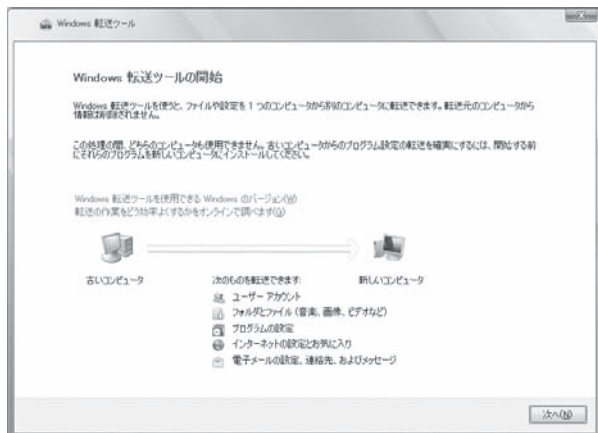 Windows 転送ツール
Windows 転送ツールの開始
Windows 転送ツールを使うと、ファイルや設定を 1 つのコンピュータから別のコンピュータに転送できます。転送元のコンピュータから
情報は削除されません。
この処理の間、どちらのコンピュータも使用できません。古いコンピュータからのプログラム設定の転送を確実にするには、開始する前
にそれらのプログラムを新しいコンピュータにインストールしてください。
Windows 転送ツールを使用できる Windows のバージョン(W)
転送の作業をどう効率よくするかをオンラインで調べます(O)
古いコンピュータ
次のものを転送できます:
新しいコンピュータ
ユーザー アカウント
フォルダとファイル (音楽、画像、ビデオなど)
プログラムの設定
インターネットの設定とお気に入り
電子メールの設定、連絡先、およびメッセージ
次へ(N)